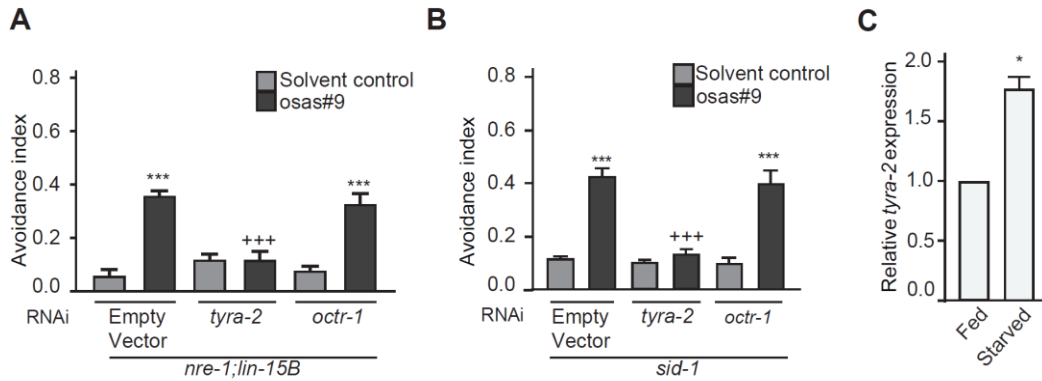 A
Solvent control
osas#9
Avoidance index
0.8
0.6
0.4
0.2
0.0
***
+++
***
RNAi
Empty Vector
tyra-2
octr-1
nre-1;lin-15B
B
Solvent control
osas#9
Avoidance index
0.8
0.6
0.4
0.2
0.0
***
+++
***
RNAi
Empty Vector
tyra-2
octr-1
sid-1
C
Relative tyra-2 expression
2.0
1.5
1.0
0.5
0.0
*
Fed
Starved